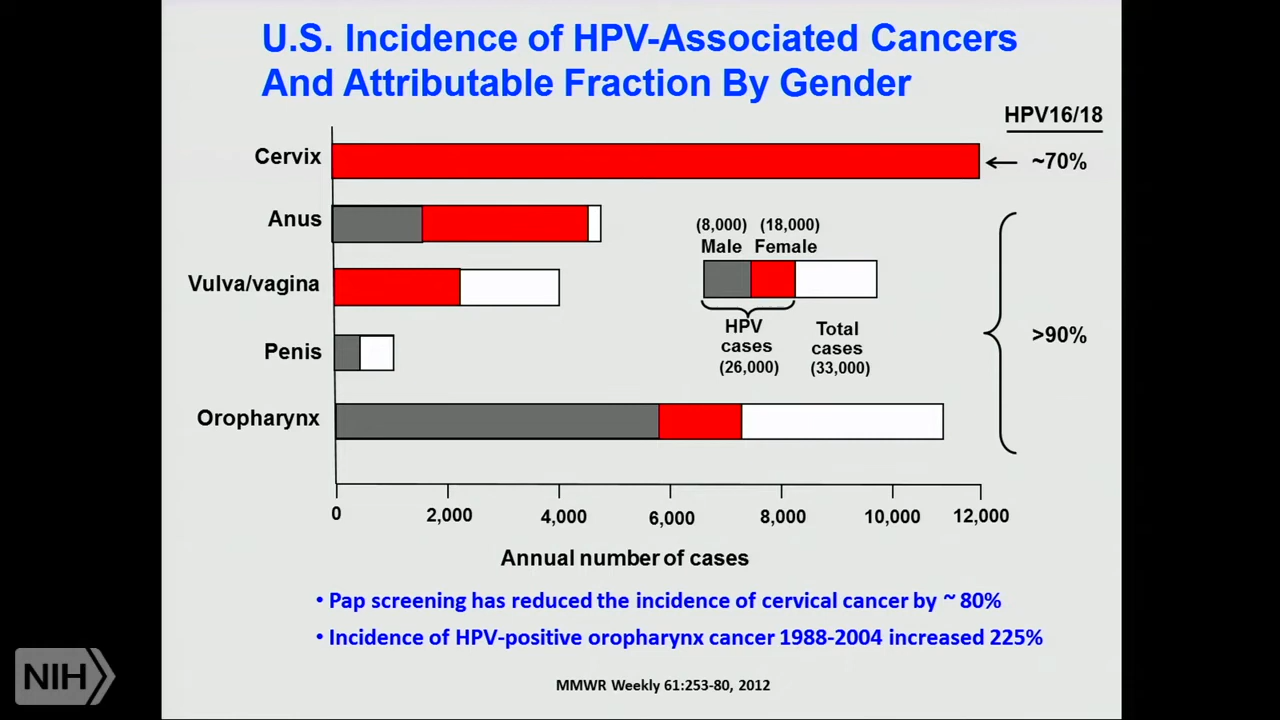 U.S. Incidence of HPV-Associated Cancers
And Attributable Fraction By Gender
HPV16/18
Cervix
~70%
Anus
(8,000) (18,000)
Male Female
Vulva/vagina
HPV
cases
(26,000)
Total
cases
(33,000)
>90%
Penis
Oropharynx
0 2,000 4,000 6,000 8,000 10,000 12,000
Annual number of cases
• Pap screening has reduced the incidence of cervical cancer by ~ 80%
• Incidence of HPV-positive oropharynx cancer 1988-2004 increased 225%
NIH
MMWR Weekly 61:253-80, 2012